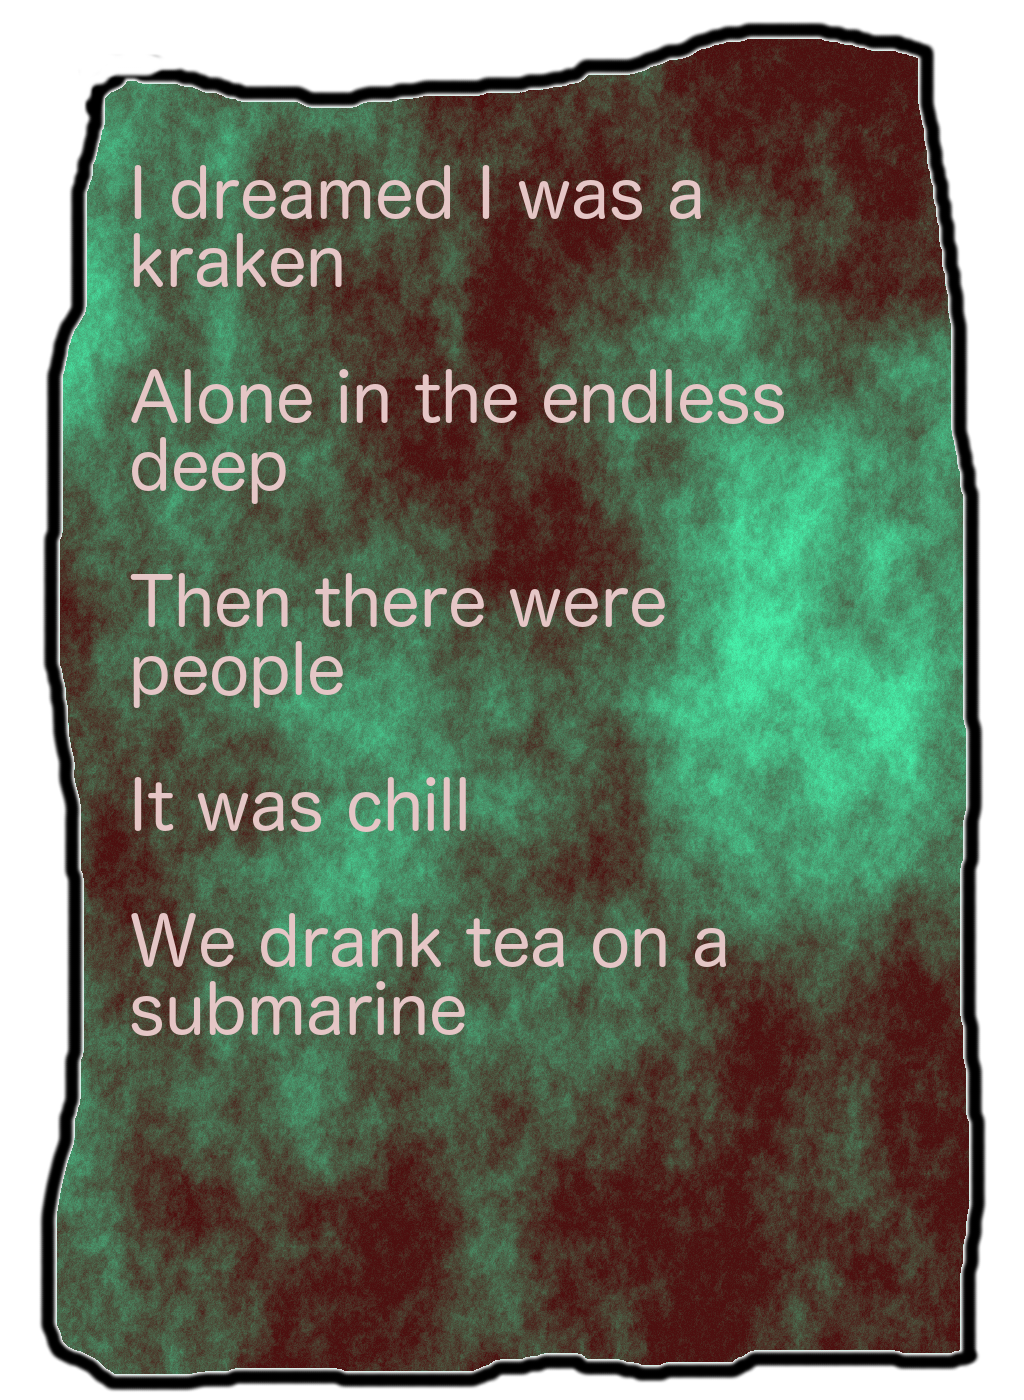 I dreamed I was a
kraken
Alone in the endless
deep
Then there were
people
It was chill
We drank tea on a
submarine